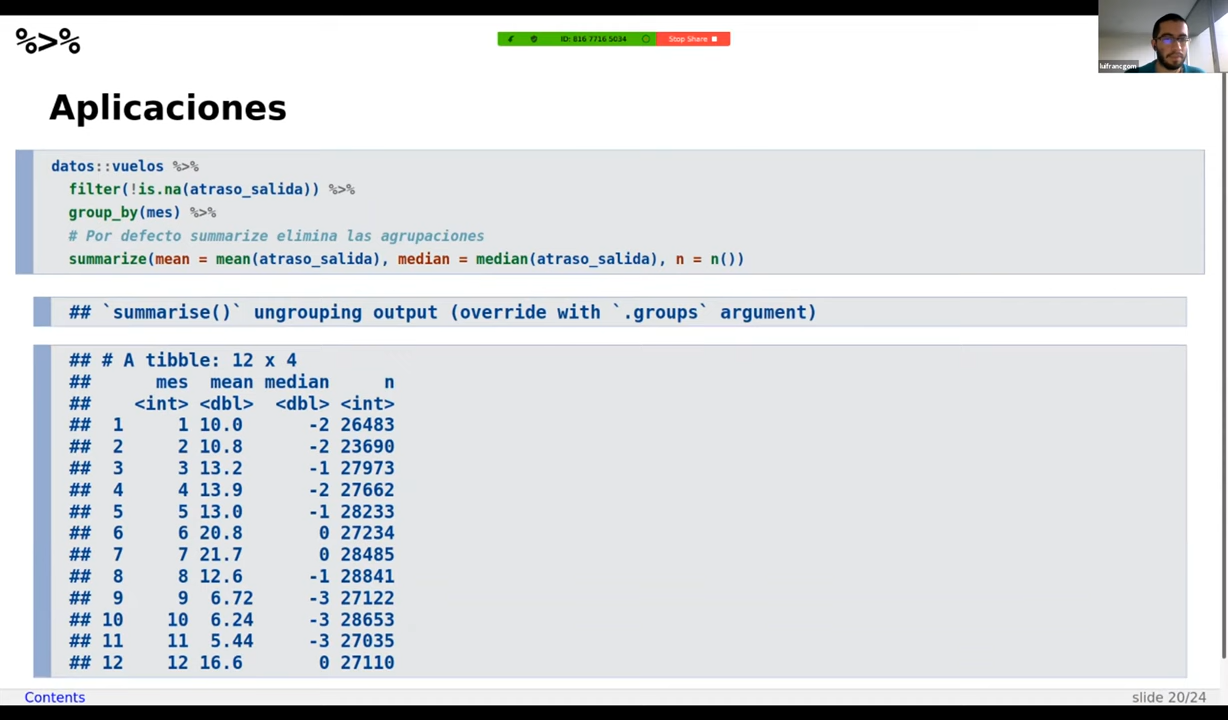 %>%
ID: 816 7716 5034 Stop Share
luifrancgom
Aplicaciones
datos::vuelos %>%
filter(!is.na(atraso_salida)) %>%
group_by(mes) %>%
# Por defecto summarize elimina las agrupaciones
summarize(mean = mean(atraso_salida), median = median(atraso_salida), n = n())
## `summarise()` ungrouping output (override with `.groups` argument)
## # A tibble: 12 x 4
## mes mean median n
## <int> <dbl> <dbl> <int>
## 1 1 10.0 -2 26483
## 2 2 10.8 -2 23690
## 3 3 13.2 -1 27973
## 4 4 13.9 -2 27662
## 5 5 13.0 -1 28233
## 6 6 20.8 0 27234
## 7 7 21.7 0 28485
## 8 8 12.6 -1 28841
## 9 9 6.72 -3 27122
## 10 10 6.24 -3 28653
## 11 11 5.44 -3 27035
## 12 12 16.6 0 27110
Contents
slide 20/24